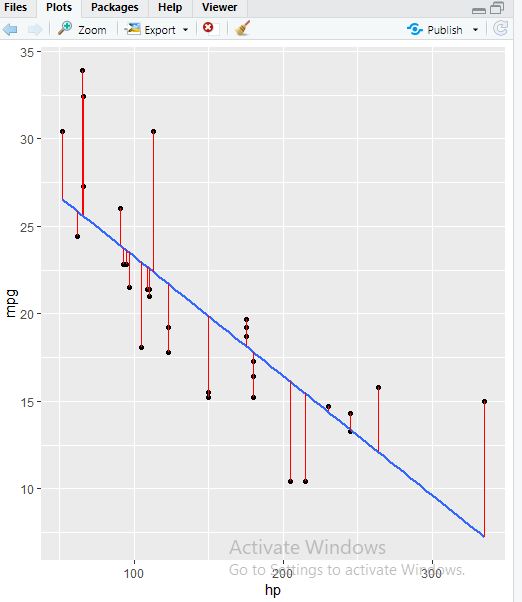 Files Plots Packages Help Viewer
Zoom Export Publish
35
30
25
20
15
10
mpg
100 200 300
hp
Activate Windows
Go to Settings to activate Windows.